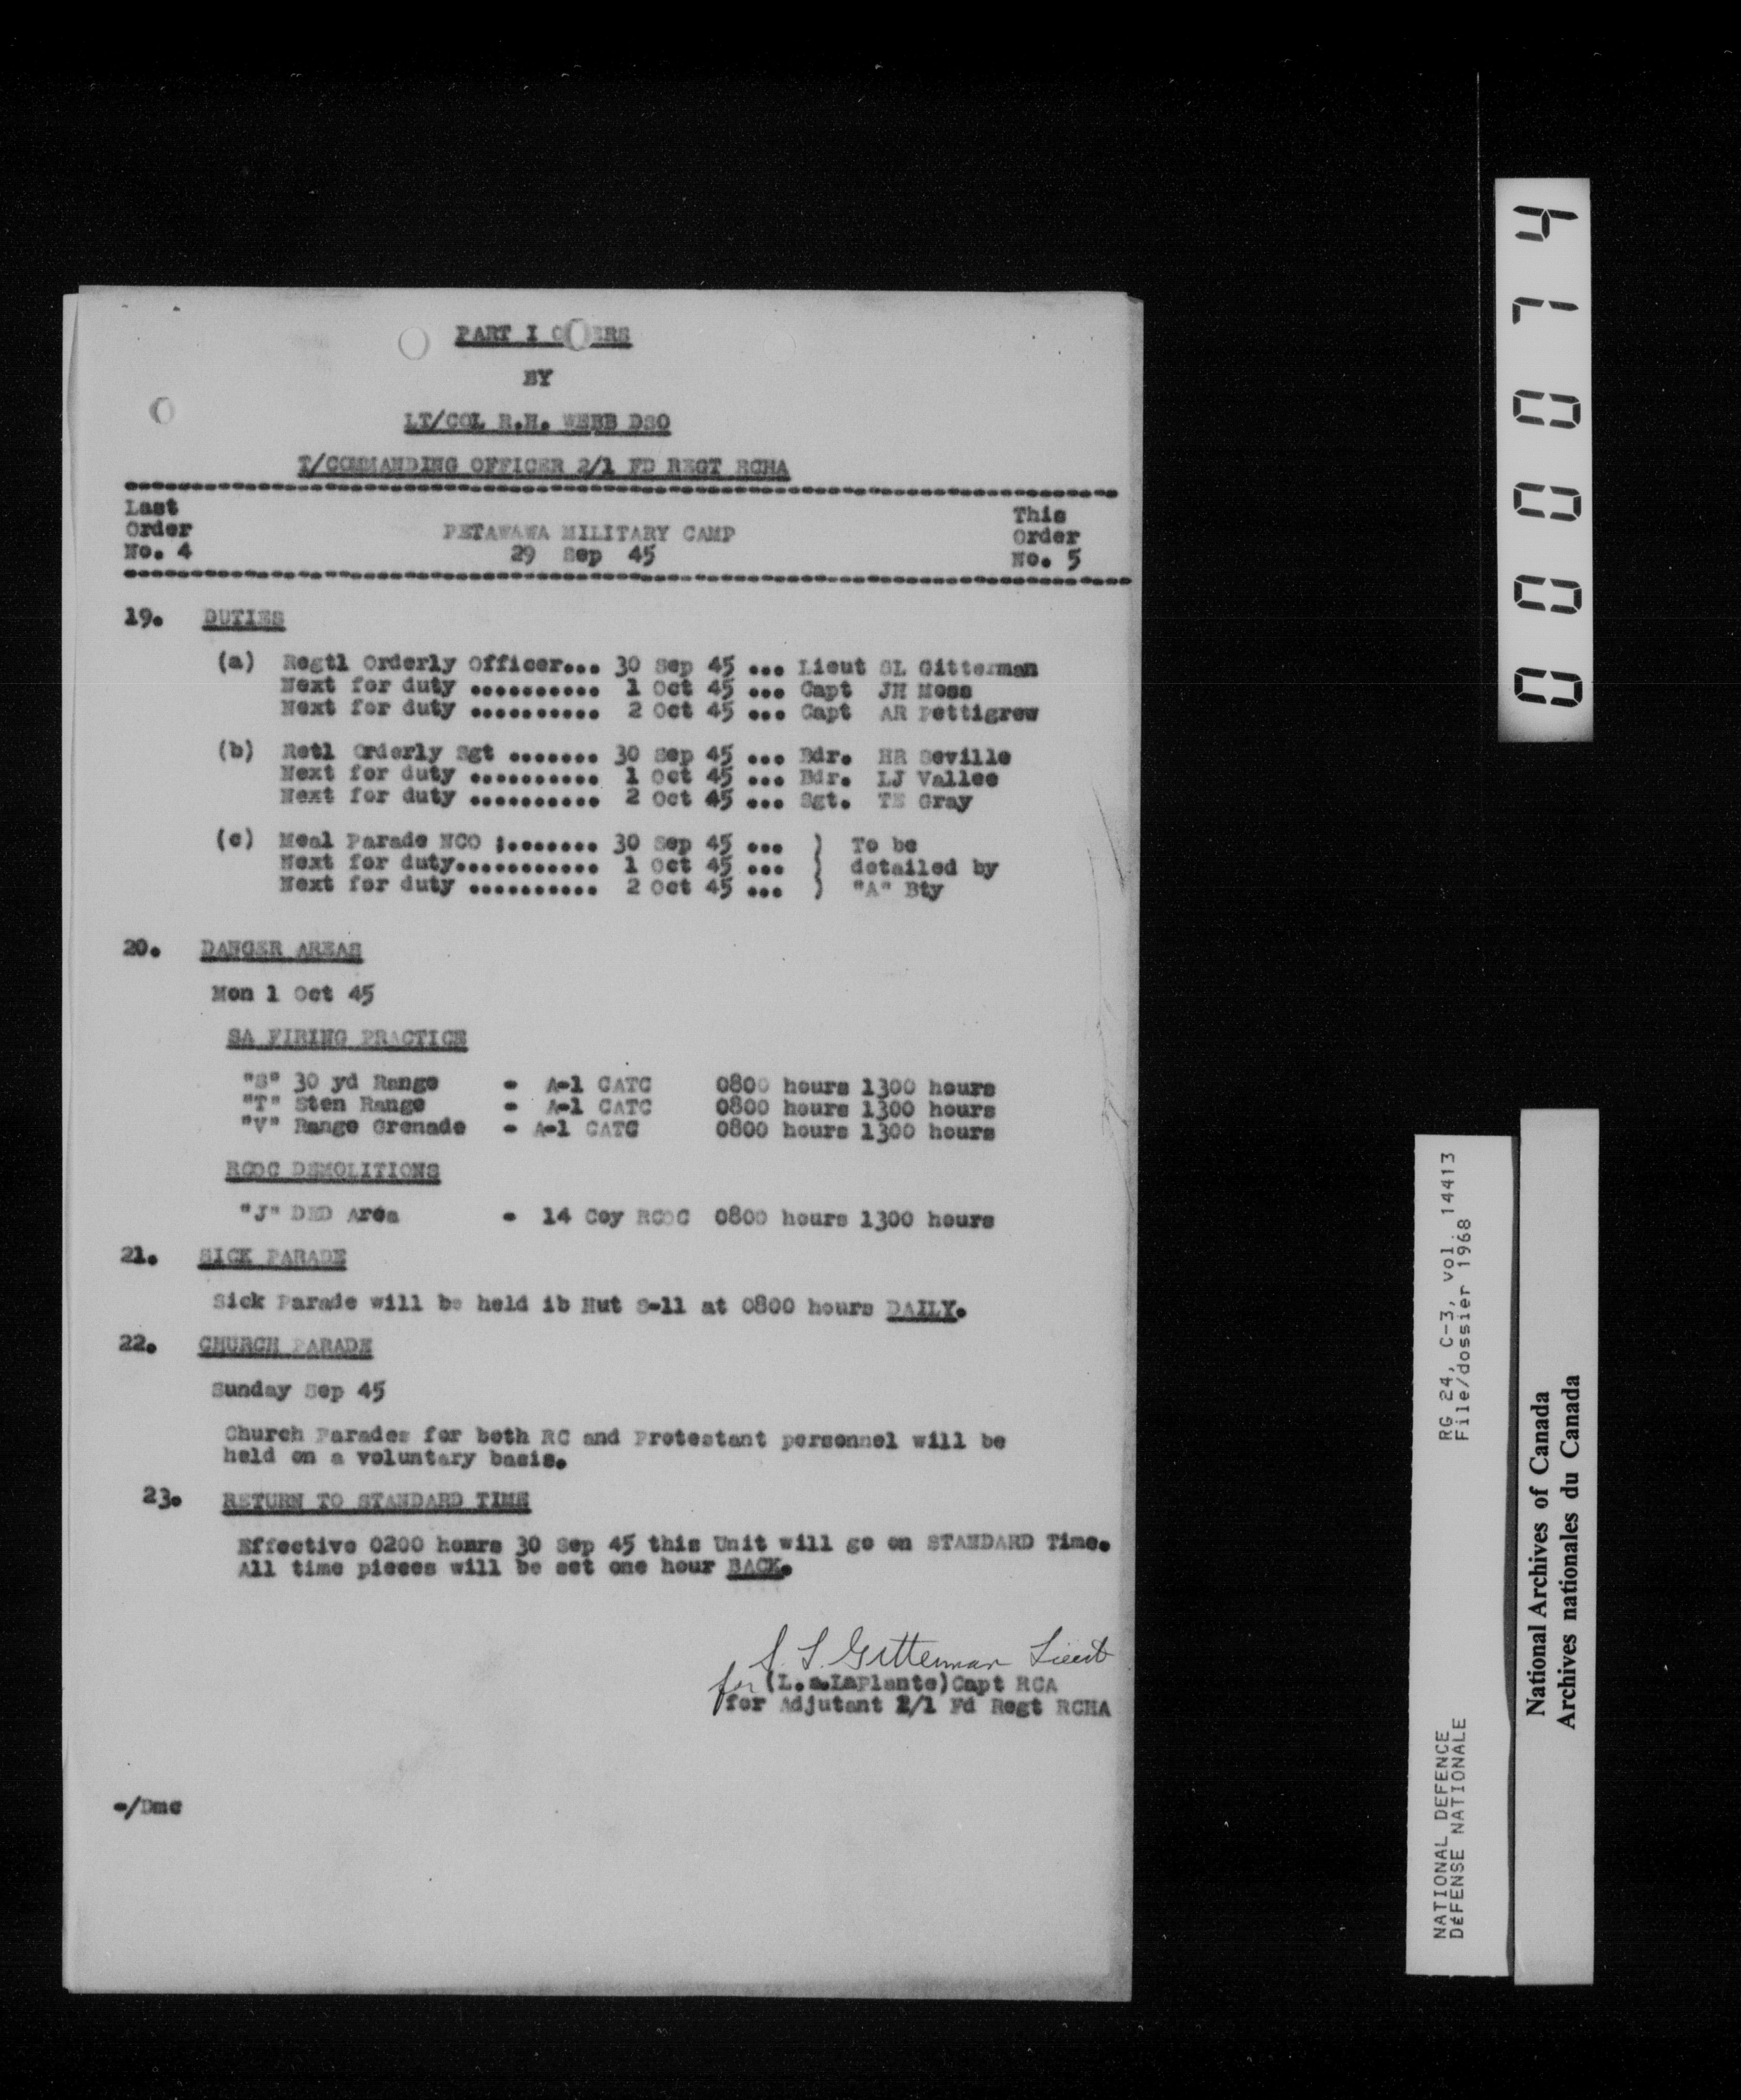 PART I O ERS
BY
LT/COL R.H. WEBB DSO
T/COMMANDING OFFICER 2/1 FD REGT RCHA
Last
Order
No. 4
PETAWAWA MILITARY CAMP
29 Sep 45
This
Order
No. 5
19. DUTIES
(a) Regtl Orderly Officer... 30 Sep 45 ... Lieut SL Gitterman
Next for duty .......... 1 Oct 45 ... Capt JH Moss
Next for duty .......... 2 Oct 45 ... Capt AR Pettigrew
(b) Retl Orderly Sgt ....... 30 Sep 45 ... Bdr. HR Seville
Next for duty .......... 1 Oct 45 ... Bdr. LJ Vallee
Next for duty .......... 2 Oct 45 ... Sgt. TE Gray
(c) Meal Parade NCO ;....... 30 Sep 45 ... ) To be
Next for duty........... 1 Oct 45 ... ) detailed by
Next for duty .......... 2 Oct 45 ... ) "A" Bty
20. DANGER AREAS
Mon 1 Oct 45
SA FIRING PRACTICE
"S" 30 yd Range - A-1 CATC 0800 hours 1300 hours
"T" Sten Range - A-1 CATC 0800 hours 1300 hours
"V" Range Grenade - A-1 CATC 0800 hours 1300 hours
RCOC DEMOLITIONS
"J" DED Area - 14 Coy RCOC 0800 hours 1300 hours
21. SICK PARADE
Sick Parade will be held ib Hut S-11 at 0800 hours DAILY.
22. CHURCH PARADE
Sunday Sep 45
Church Parades for both RC and Protestant personnel will be
held on a voluntary basis.
23. RETURN TO STANDARD TIME
Effective 0200 hours 30 Sep 45 this Unit will go on STANDARD Time.
All time pieces will be set one hour BACK.
S. L. Gitterman Lieut
for (L.a.LaPlante)Capt RCA
for Adjutant 2/1 Fd Regt RCHA
-/Dmc
000074
RG 24, C-3, vol. 14413
File/dossier 1968
NATIONAL DEFENCE
DéFENSE NATIONALE
National Archives of Canada
Archives nationales du Canada